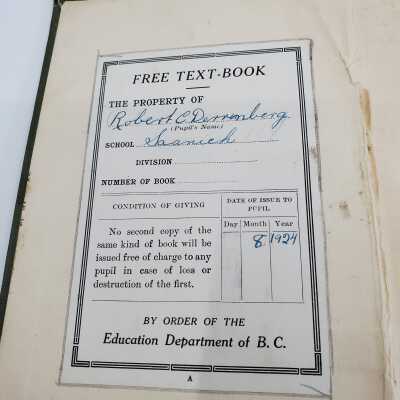 FREE TEXT-BOOK
THE PROPERTY OF
Robert C. Derrenberg
(Pupil's Name)
SCHOOL Saanich
DIVISION
NUMBER OF BOOK
CONDITION OF GIVING
No second copy of the
same kind of book will be
issued free of charge to any
pupil in case of loss or
destruction of the first.
DATE OF ISSUE TO
PUPIL
Day Month Year
8 1924
BY ORDER OF THE
Education Department of B. C.
A